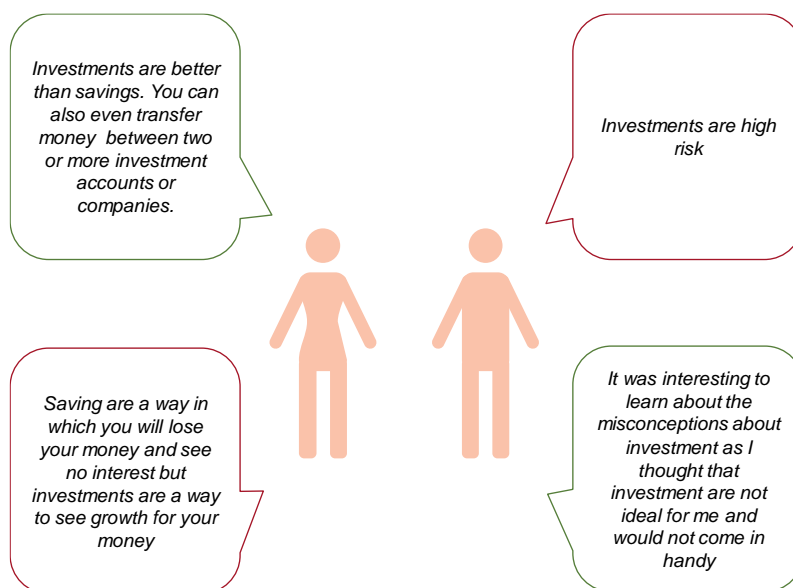 Investments are better
than savings. You can
also even transfer
money between two
or more investment
accounts or
companies.
Investments are high
risk
Saving are a way in
which you will lose
your money and see
no interest but
investments are a way
to see growth for your
money
It was interesting to
learn about the
misconceptions about
investment as I
thought that
investment are not
ideal for me and
would not come in
handy